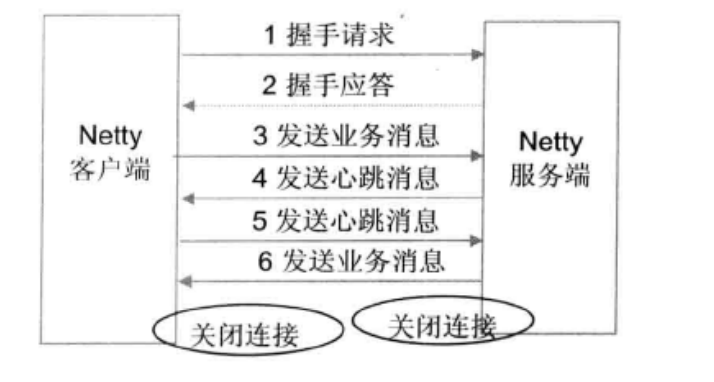 1 握手请求
2 握手应答
Netty
客户端
3 发送业务消息
4 发送心跳消息
5 发送心跳消息
6 发送业务消息
Netty
服务端
关闭连接
关闭连接